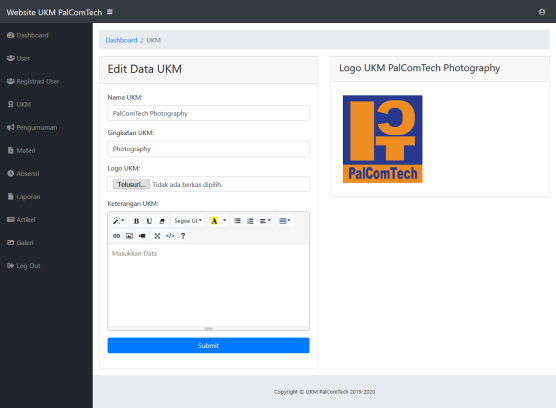 Website UKM PalComTech
Dashboard
User
Registrasi User
UKM
Pengumuman
Materi
Absensi
Laporan
Artikel
Galeri
Log Out
Dashboard / UKM
Edit Data UKM
Nama UKM:
PalComTech Photography
Singkatan UKM:
Photography
Logo UKM:
Telusuri... Tidak ada berkas dipilih.
Keterangan UKM:
B U Segoe UI A
</> ?
Masukkan Data
Submit
Logo UKM PalComTech Photography
PalComTech
Copyright © UKM PalComTech 2019-2020